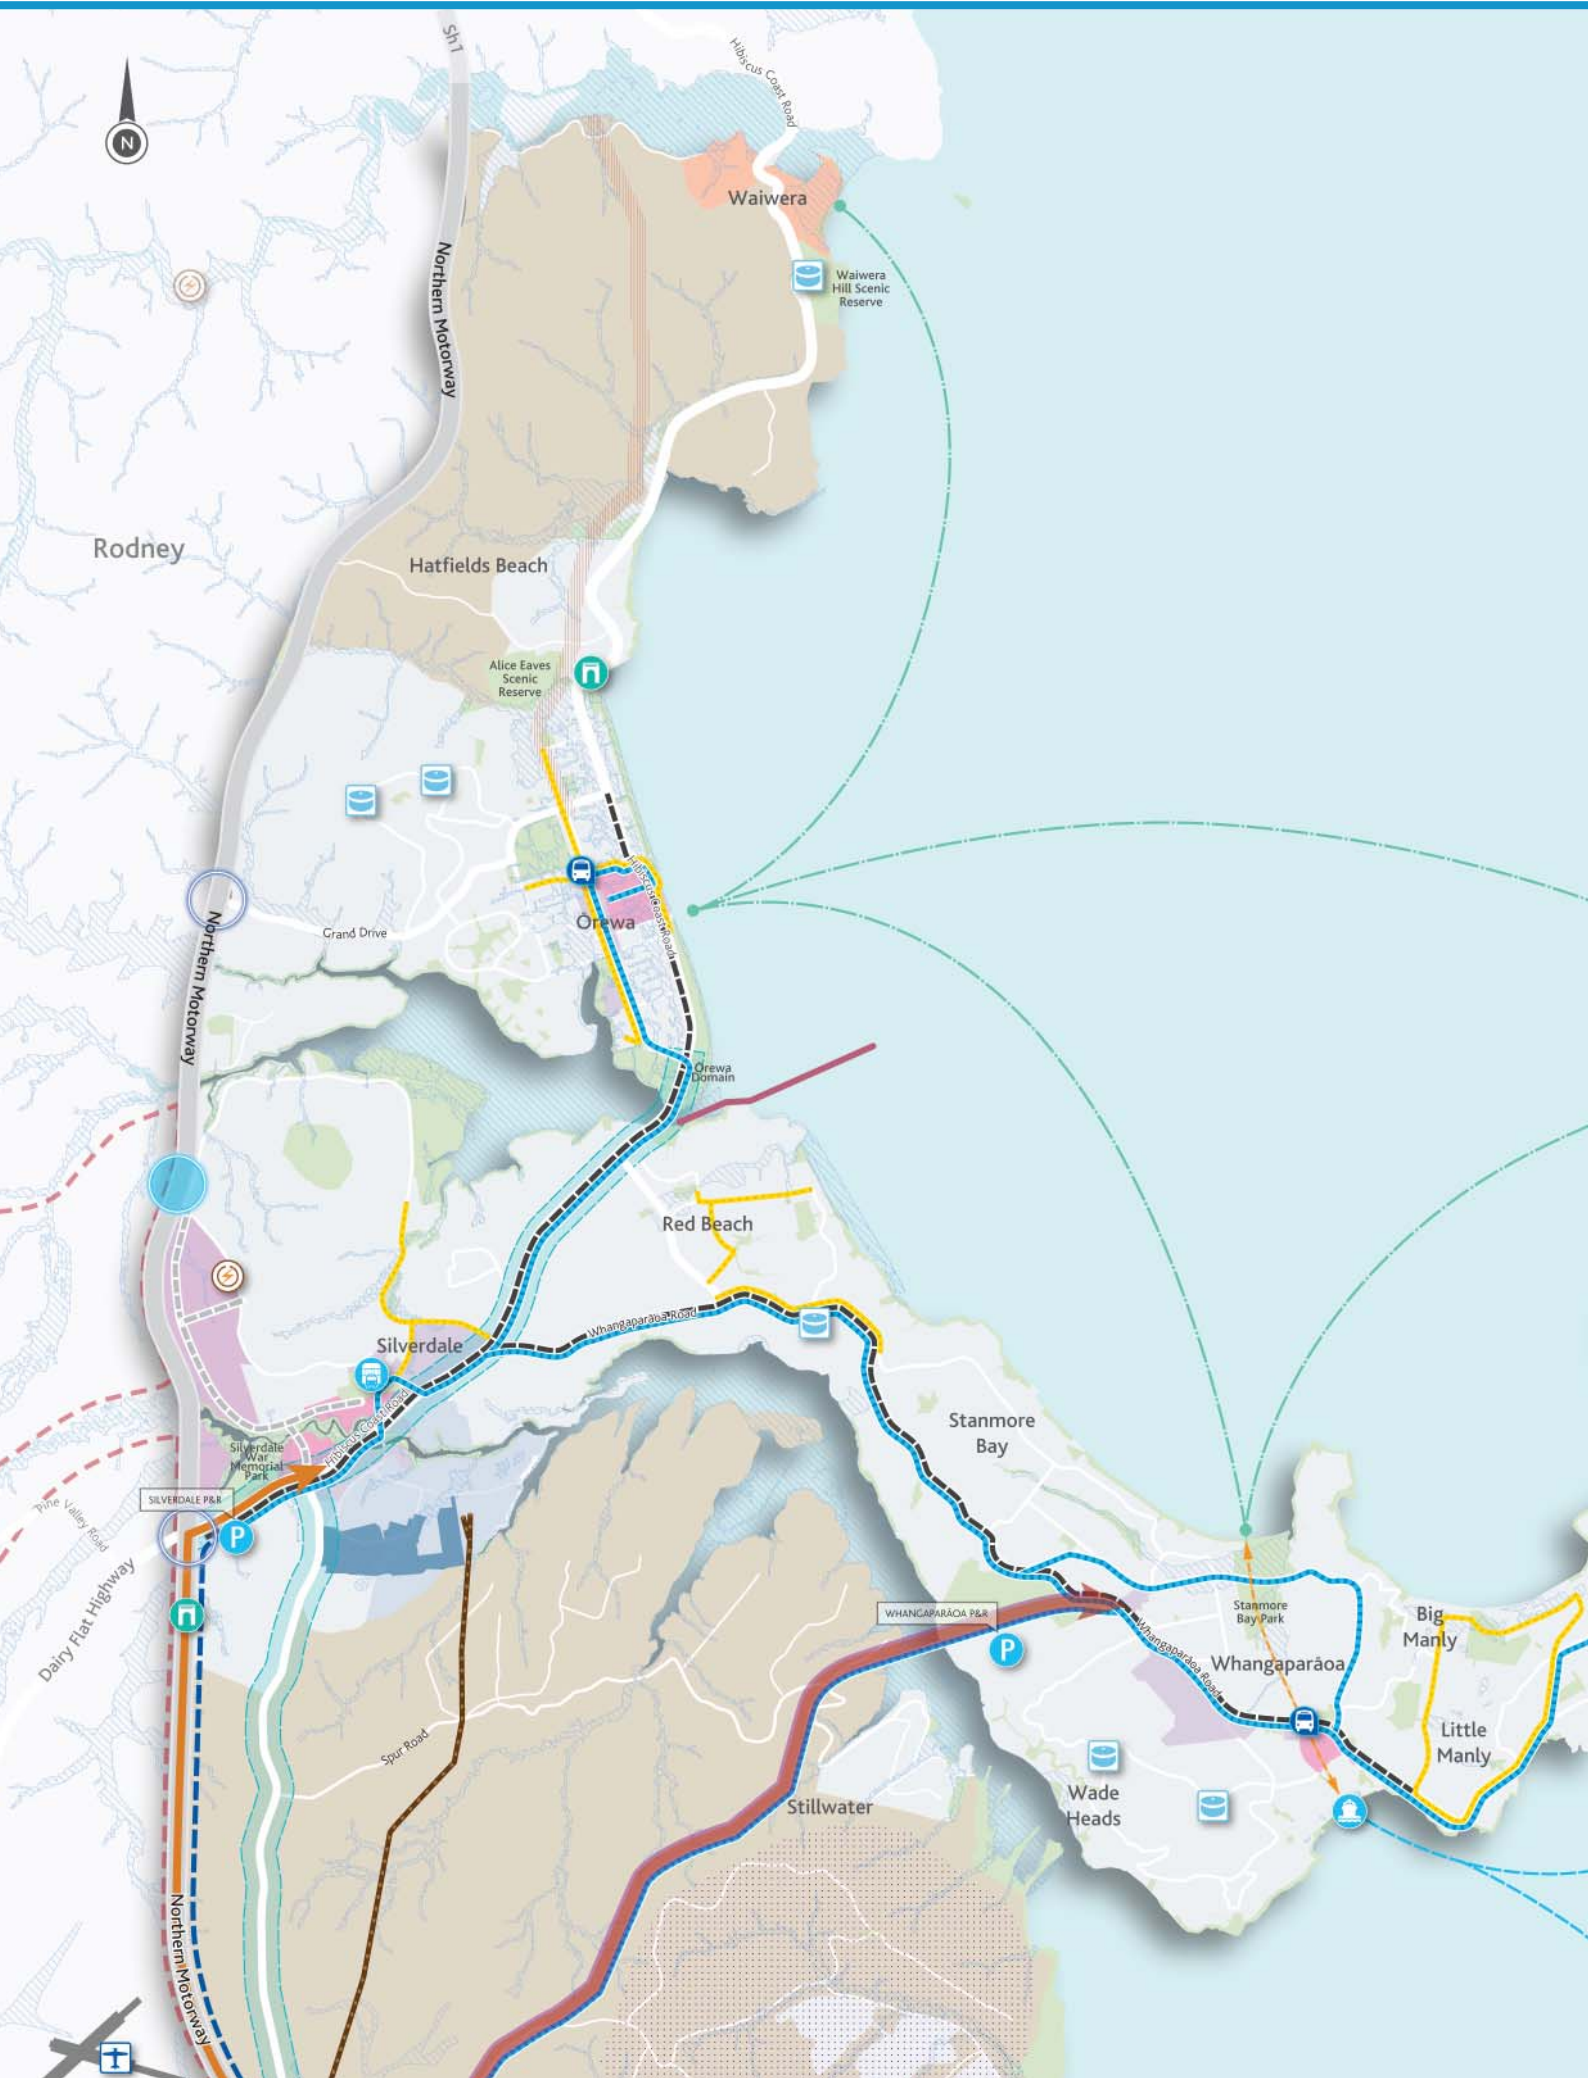 Sh1
Hibiscus Coast Road
N
Waiwera
Northern Motorway
Waiwera
Hill Scenic
Reserve
Rodney
Hatfields Beach
Alice Eaves
Scenic
Reserve
Hibiscus Coast Road
Ōrewa
Grand Drive
Northern Motorway
Orewa
Domain
Red Beach
Whangaparāoa Road
Silverdale
Hibiscus Coast Road
Stanmore
Bay
Silverdale
War
Memorial
Park
SILVERDALE P&R
Pine Valley Road
P
Dairy Flat Highway
WHANGAPARĀOA P&R
P
Stanmore
Bay Park
Big
Manly
Whangaparāoa Road
Whangaparāoa
Spur Road
Little
Manly
Wade
Heads
Stillwater
Northern Motorway